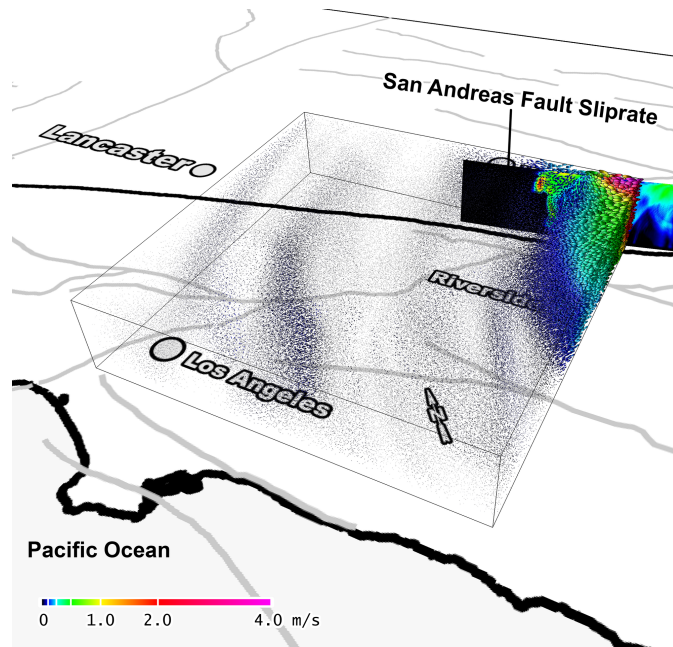 San Andreas Fault Sliprate
Lancaster
Riverside
Los Angeles
N
Pacific Ocean
0 1.0 2.0 4.0 m/s